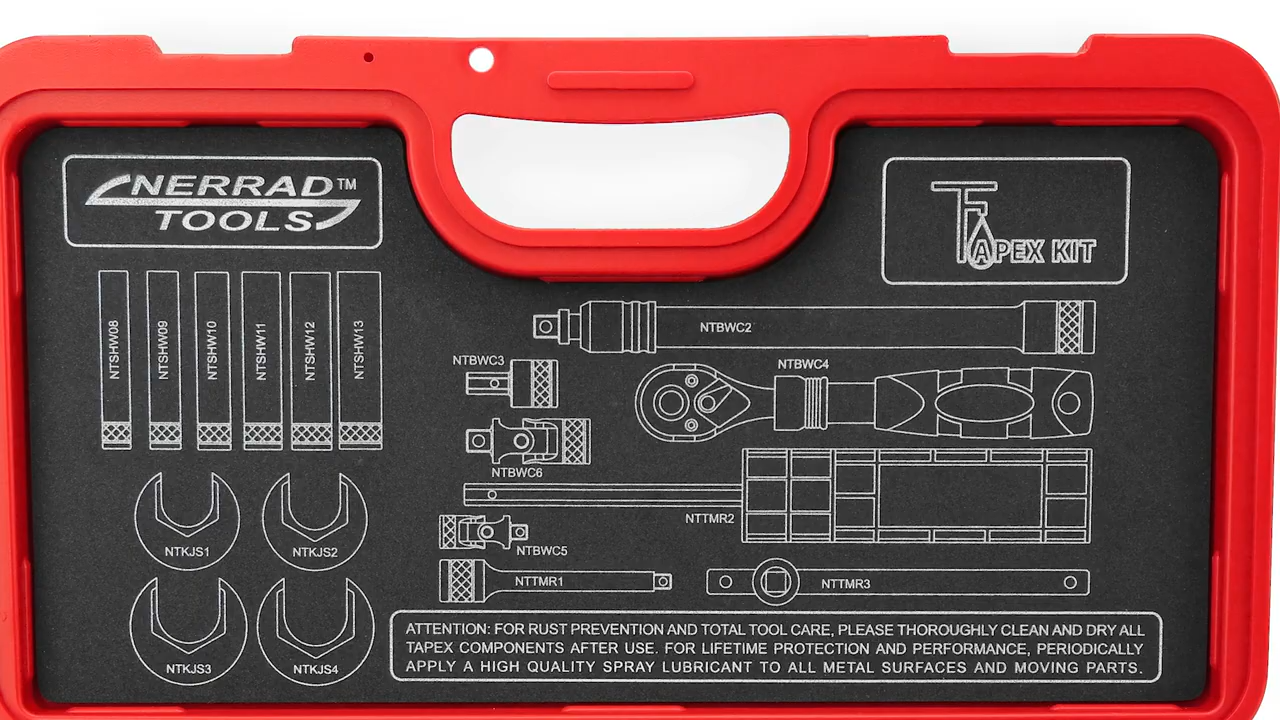 NERRAD™
TOOLS
TAPEX KIT
NTSHW08
NTSHW09
NTSHW10
NTSHW11
NTSHW12
NTSHW13
NTBWC2
NTBWC3
NTBWC4
NTBWC6
NTTMR2
NTBWC5
NTTMR1
NTTMR3
NTKJS1
NTKJS2
NTKJS3
NTKJS4
ATTENTION: FOR RUST PREVENTION AND TOTAL TOOL CARE, PLEASE THOROUGHLY CLEAN AND DRY ALL
TAPEX COMPONENTS AFTER USE. FOR LIFETIME PROTECTION AND PERFORMANCE, PERIODICALLY
APPLY A HIGH QUALITY SPRAY LUBRICANT TO ALL METAL SURFACES AND MOVING PARTS.